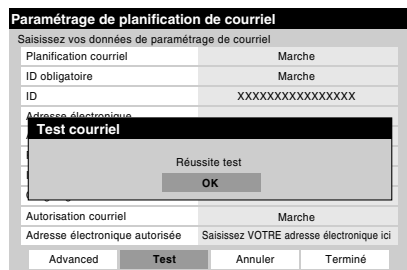 Paramétrage de planification de courriel
Saisissez vos données de paramétrage de courriel
Planification courriel Marche
ID obligatoire Marche
ID XXXXXXXXXXXXXXXX
Adresse électronique
Test courriel
Réussite test
OK
Autorisation courriel Marche
Adresse électronique autorisée Saisissez VOTRE adresse électronique ici
Advanced Test Annuler Terminé